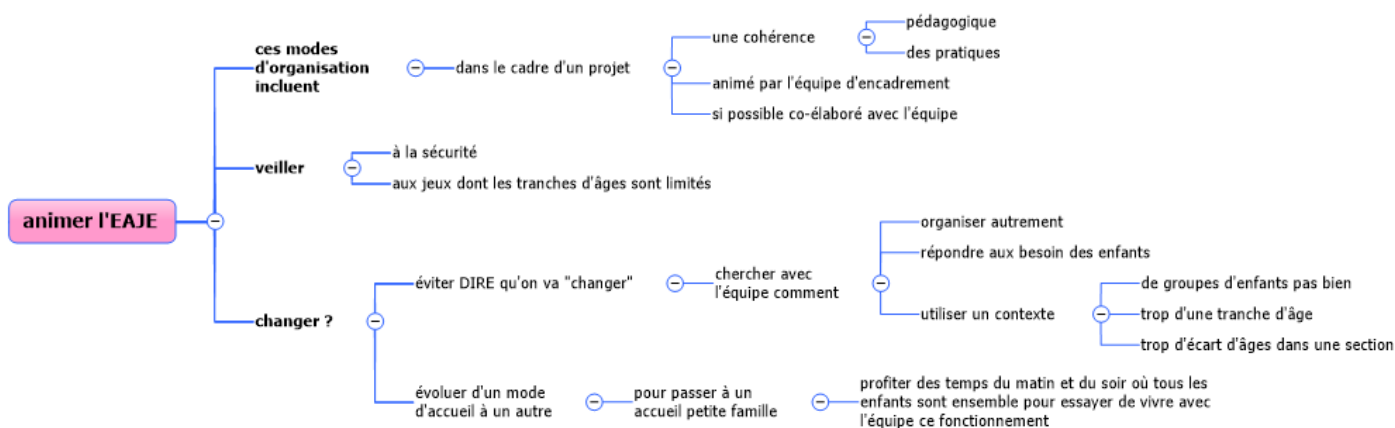 animer l'EAJE
ces modes
d'organisation
incluent
dans le cadre d'un projet
une cohérence
pédagogique
des pratiques
animé par l'équipe d'encadrement
si possible co-élaboré avec l'équipe
veiller
à la sécurité
aux jeux dont les tranches d'âges sont limités
changer ?
éviter DIRE qu'on va "changer"
chercher avec
l'équipe comment
organiser autrement
répondre aux besoin des enfants
utiliser un contexte
de groupes d'enfants pas bien
trop d'une tranche d'âge
trop d'écart d'âges dans une section
évoluer d'un mode
d'accueil à un autre
pour passer à un
accueil petite famille
profiter des temps du matin et du soir où tous les
enfants sont ensemble pour essayer de vivre avec
l'équipe ce fonctionnement